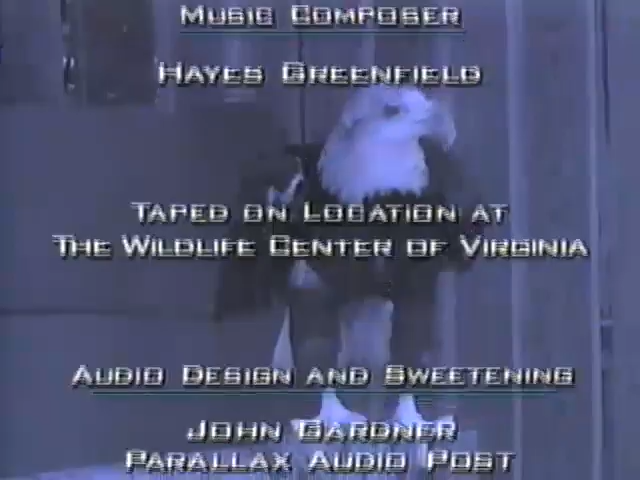 MUSIC COMPOSER
HAYES GREENFIELD
TAPED ON LOCATION AT
THE WILDLIFE CENTER OF VIRGINIA
AUDIO DESIGN AND SWEETENING
JOHN GARDNER
PARALLAX AUDIO POST